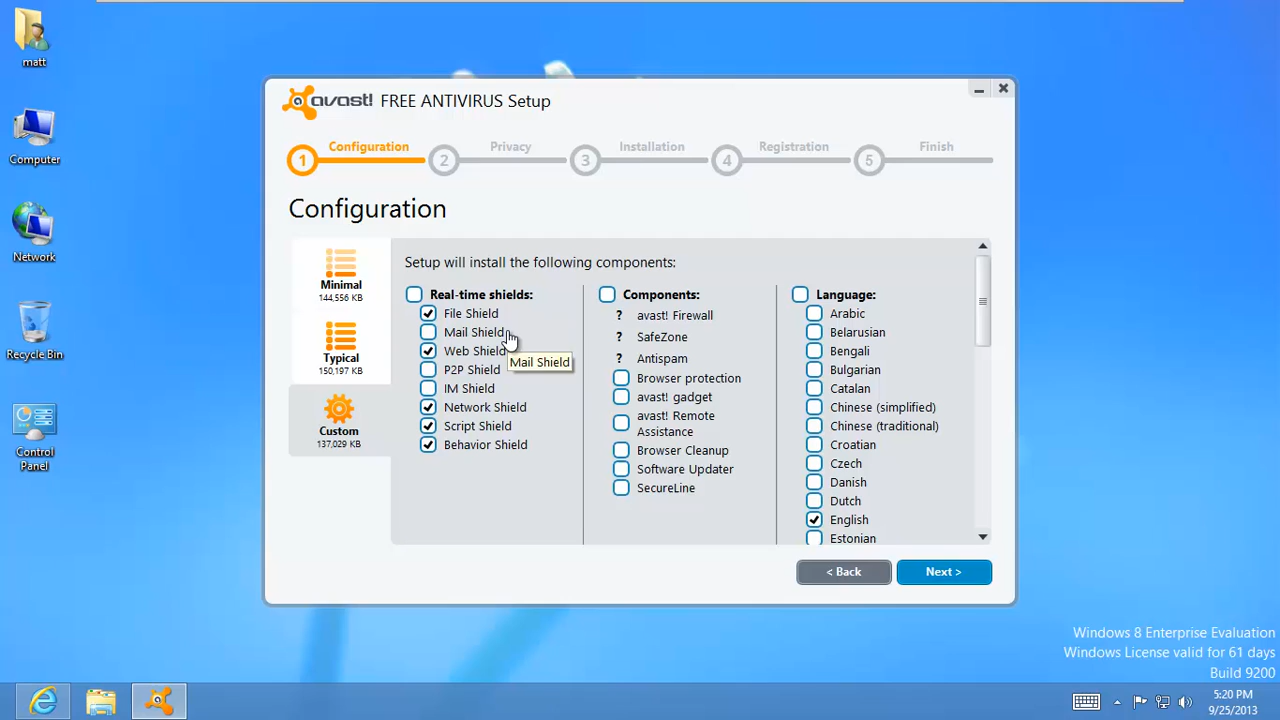 matt
Computer
Network
Recycle Bin
Control
Panel
avast! FREE ANTIVIRUS Setup
1 Configuration
2 Privacy
3 Installation
4 Registration
5 Finish
Configuration
Minimal
144,556 KB
Typical
150,197 KB
Custom
137,029 KB
Setup will install the following components:
Real-time shields:
File Shield
Mail Shield
Web Shield
Mail Shield
P2P Shield
IM Shield
Network Shield
Script Shield
Behavior Shield
Components:
? avast! Firewall
? SafeZone
? Antispam
Browser protection
avast! gadget
avast! Remote
Assistance
Browser Cleanup
Software Updater
SecureLine
Language:
Arabic
Belarusian
Bengali
Bulgarian
Catalan
Chinese (simplified)
Chinese (traditional)
Croatian
Czech
Danish
Dutch
English
Estonian
< Back
Next >
Windows 8 Enterprise Evaluation
Windows License valid for 61 days
Build 9200
5:20 PM
9/25/2013